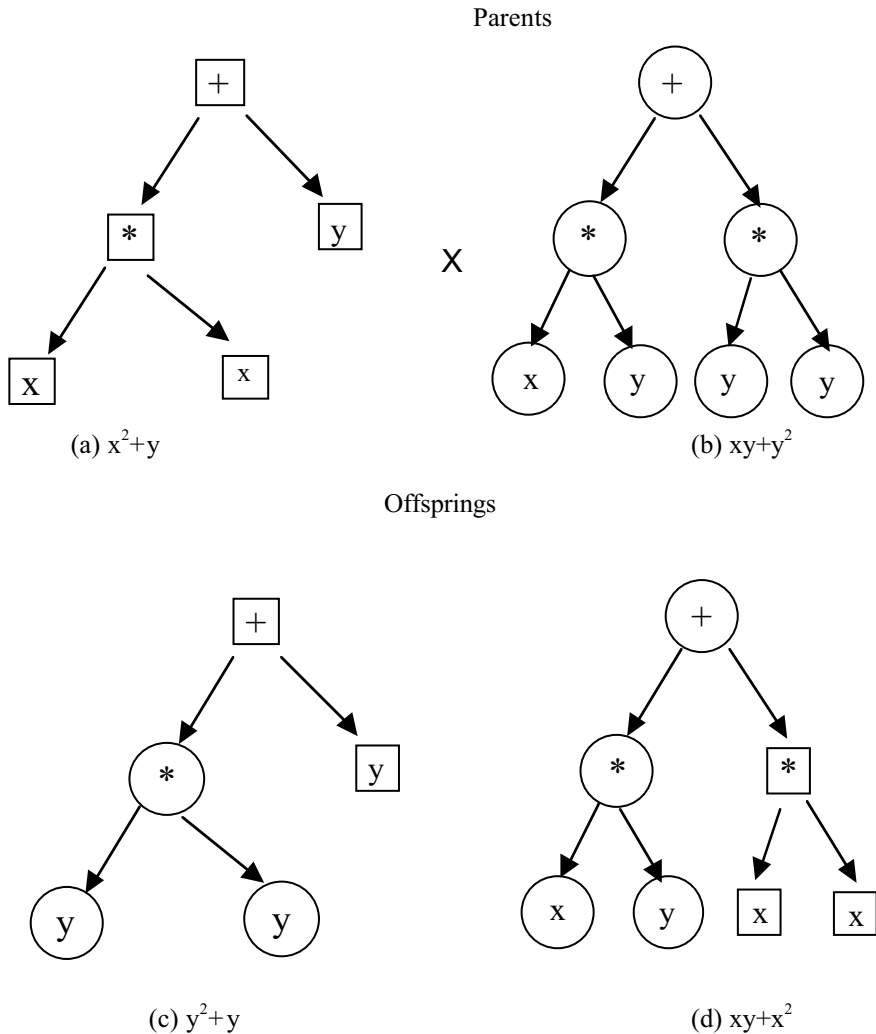 Parents
+ +
* y X * *
x x x y y y
(a) x²+y (b) xy+y²
Offsprings
+ +
* y * *
y y x y x x
(c) y²+y (d) xy+x²